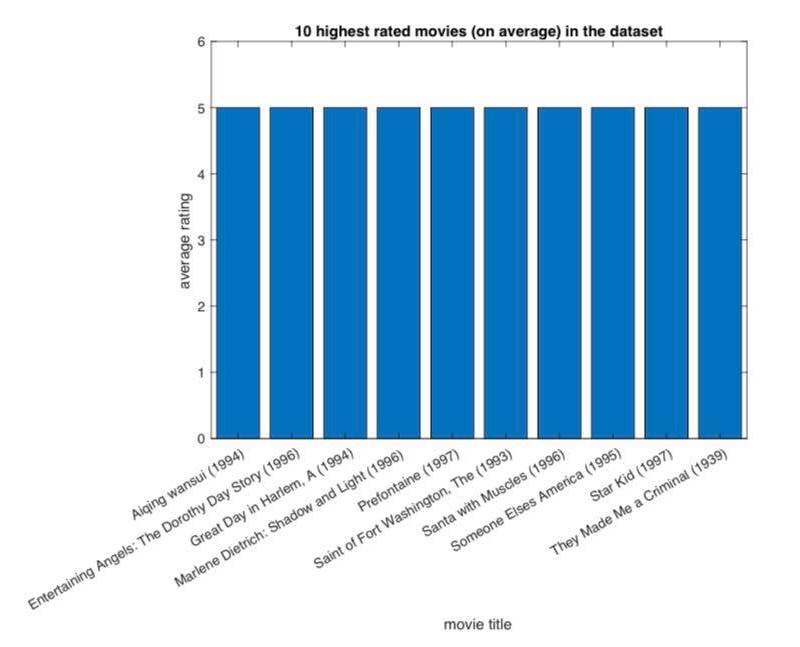 10 highest rated movies (on average) in the dataset
6
5
4
3
2
1
0
average rating
Aiqing wansui (1994)
Entertaining Angels: The Dorothy Day Story (1996)
Great Day in Harlem, A (1994)
Marlene Dietrich: Shadow and Light (1996)
Prefontaine (1997)
Saint of Fort Washington, The (1993)
Santa with Muscles (1996)
Someone Elses America (1995)
Star Kid (1997)
They Made Me a Criminal (1939)
movie title